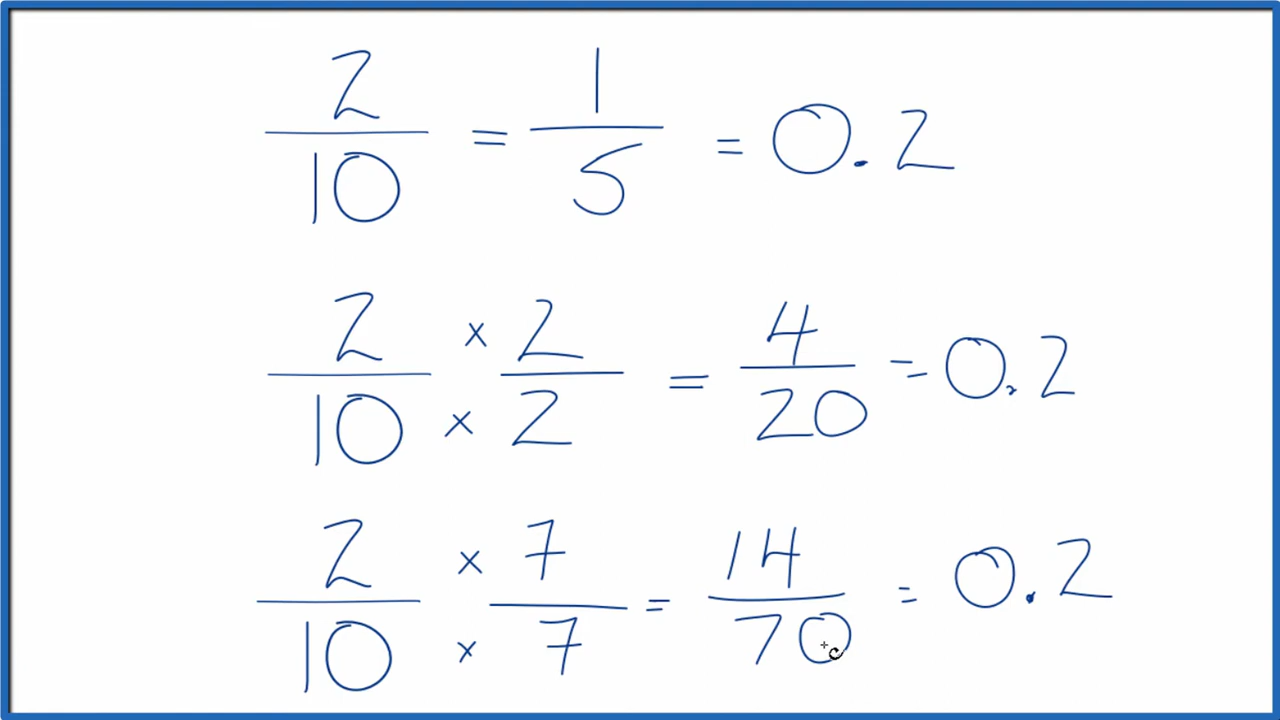 2/10 = 1/5 = 0.2
2/10 × 2/× 2 = 4/20 = 0.2
2/10 × 7/× 7 = 14/70 = 0.2